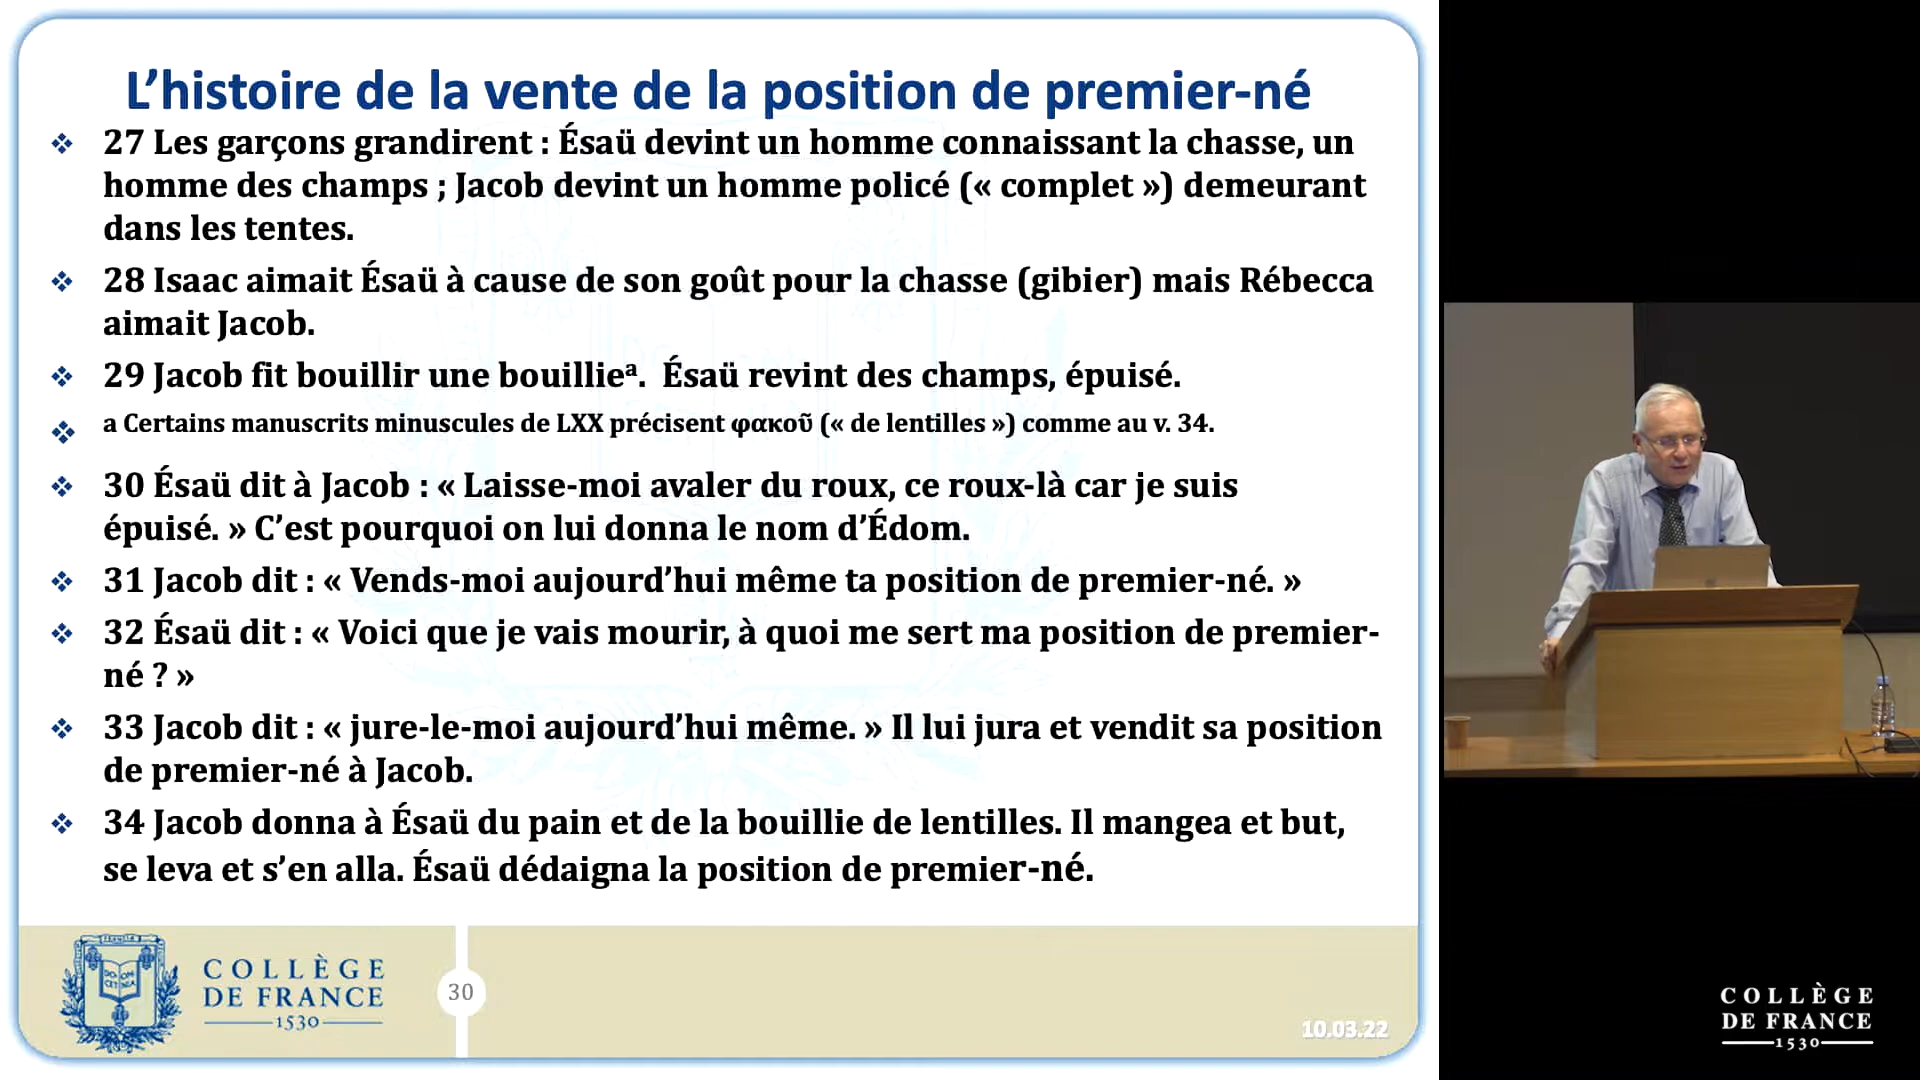 L’histoire de la vente de la position de premier-né
27 Les garçons grandirent : Ésaü devint un homme connaissant la chasse, un
homme des champs ; Jacob devint un homme policé (« complet ») demeurant
dans les tentes.
28 Isaac aimait Ésaü à cause de son goût pour la chasse (gibier) mais Rébecca
aimait Jacob.
29 Jacob fit bouillir une bouillieᵃ. Ésaü revint des champs, épuisé.
a Certains manuscrits minuscules de LXX précisent φακοῦ (« de lentilles ») comme au v. 34.
30 Ésaü dit à Jacob : « Laisse-moi avaler du roux, ce roux-là car je suis
épuisé. » C’est pourquoi on lui donna le nom d’Édom.
31 Jacob dit : « Vends-moi aujourd’hui même ta position de premier-né. »
32 Ésaü dit : « Voici que je vais mourir, à quoi me sert ma position de premier-
né ? »
33 Jacob dit : « jure-le-moi aujourd’hui même. » Il lui jura et vendit sa position
de premier-né à Jacob.
34 Jacob donna à Ésaü du pain et de la bouillie de lentilles. Il mangea et but,
se leva et s’en alla. Ésaü dédaigna la position de premier-né.
COLLÈGE
DE FRANCE
1530
30
10.03.22
COLLÈGE
DE FRANCE
1530